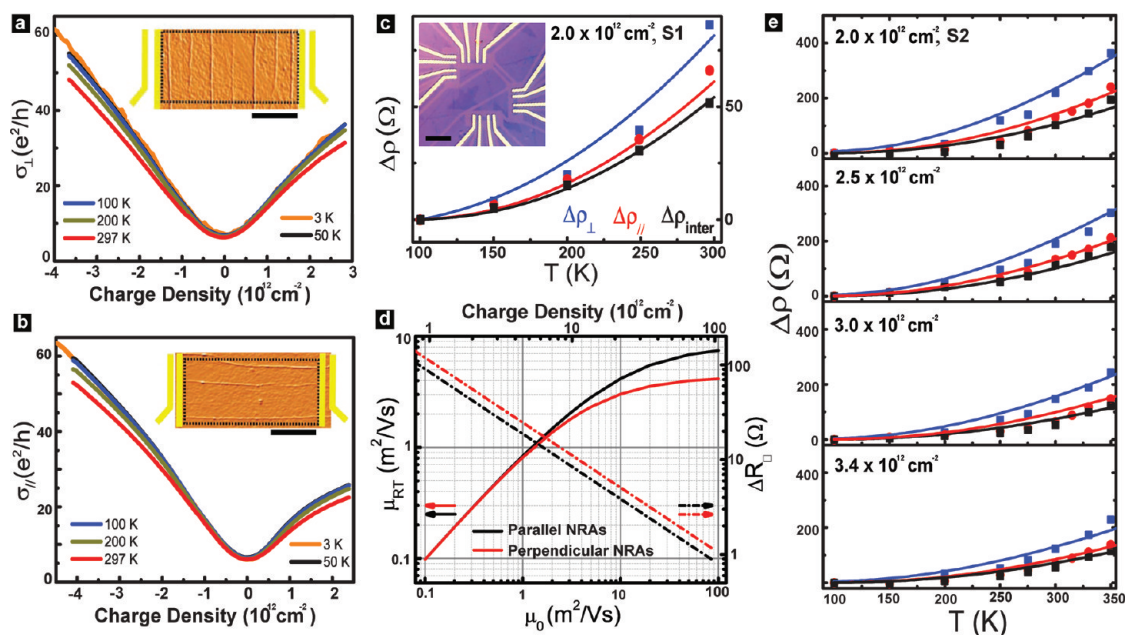 a
60
40
20
0
σ⊥ (e²/h)
100 K
200 K
297 K
3 K
50 K
-4 -3 -2 -1 0 1 2 3
Charge Density (10¹²cm⁻²)
b
60
40
20
0
σ// (e²/h)
100 K
200 K
297 K
3 K
50 K
-4 -3 -2 -1 0 1 2
Charge Density (10¹²cm⁻²)
c
2.0 x 10¹² cm⁻², S1
Δρ (Ω)
50
0
Δρ⊥ Δρ// Δρinter
100 150 200 250 300
T (K)
d
Charge Density (10¹² cm⁻²)
1 10 100
10
1
0.1
μRT (m²/Vs)
100
10
1
ΔR□ (Ω)
Parallel NRAs
Perpendicular NRAs
0.1 1 10 100
μ₀ (m²/Vs)
e
Δρ (Ω)
2.0 x 10¹² cm⁻², S2
400
200
0
2.5 x 10¹² cm⁻²
400
200
0
3.0 x 10¹² cm⁻²
400
200
0
3.4 x 10¹² cm⁻²
400
200
0
100 150 200 250 300 350
T (K)